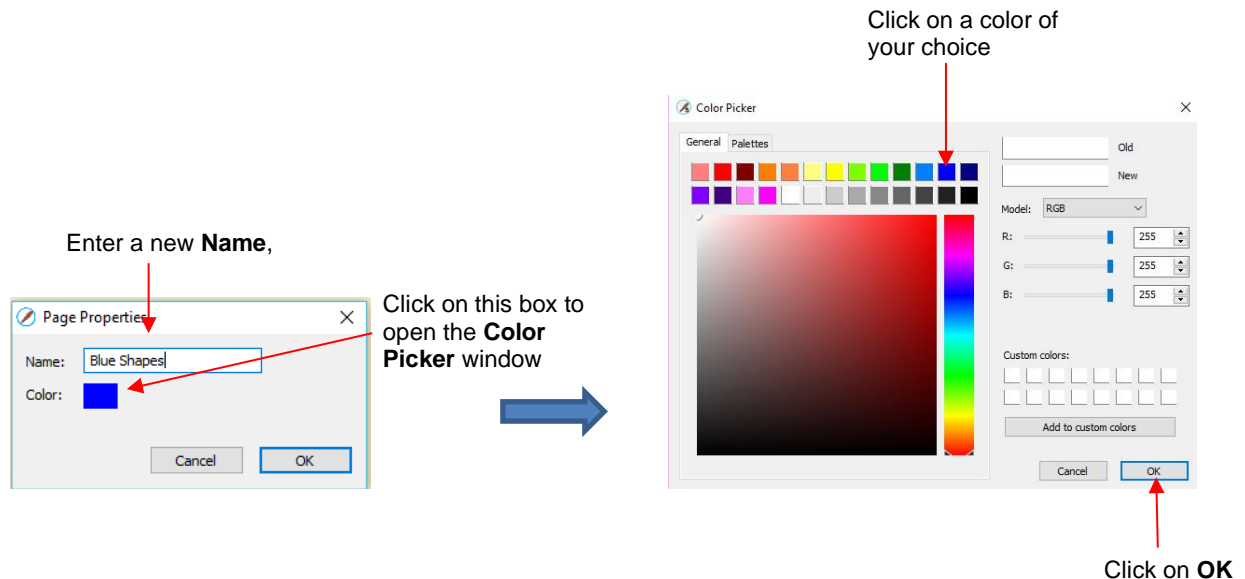 Click on a color of
your choice
Color Picker
General Palettes
Old
New
Model: RGB
R: 255
G: 255
B: 255
Custom colors:
Add to custom colors
Cancel OK
Click on OK
Enter a new Name,
Page Properties
Name: Blue Shapes
Color:
Cancel OK
Click on this box to
open the Color
Picker window